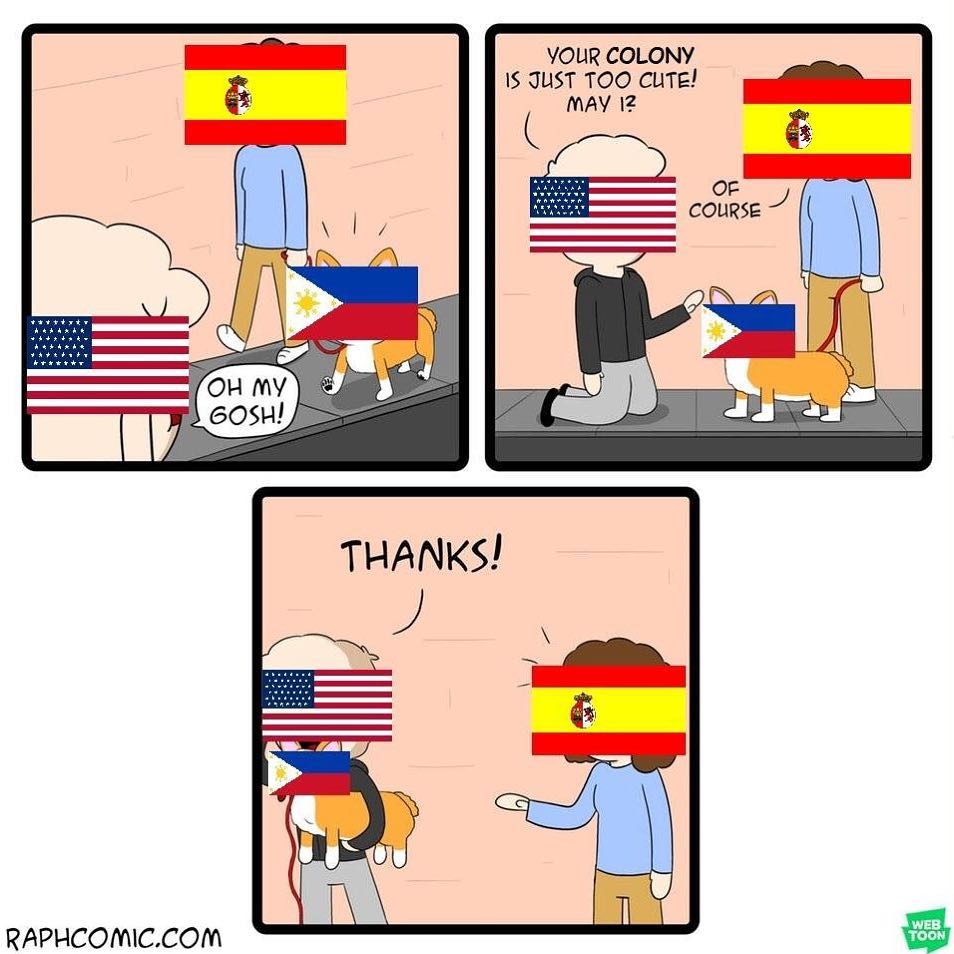 OH MY
GOSH!
YOUR COLONY
IS JUST TOO CUTE!
MAY I?
OF
COURSE
THANKS!
RAPHCOMIC.COM
WEB
TOON